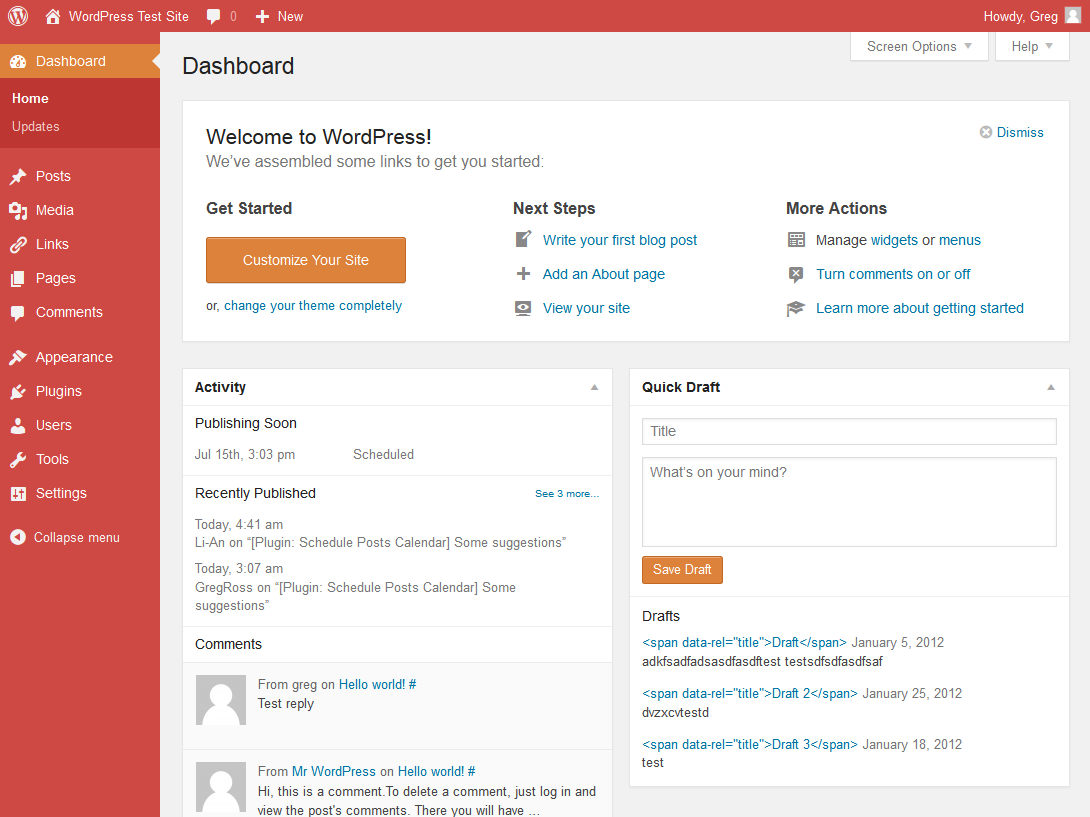 WordPress Test Site 0 New Howdy, Greg
Dashboard
Home
Updates
Posts
Media
Links
Pages
Comments
Appearance
Plugins
Users
Tools
Settings
Collapse menu
Screen Options Help
Dashboard
Welcome to WordPress!
Dismiss
We've assembled some links to get you started:
Get Started
Customize Your Site
or, change your theme completely
Next Steps
Write your first blog post
Add an About page
View your site
More Actions
Manage widgets or menus
Turn comments on or off
Learn more about getting started
Activity
Publishing Soon
Jul 15th, 3:03 pm Scheduled
Recently Published See 3 more...
Today, 4:41 am
Li-An on “[Plugin: Schedule Posts Calendar] Some suggestions”
Today, 3:07 am
GregRoss on “[Plugin: Schedule Posts Calendar] Some
suggestions”
Comments
From greg on Hello world! #
Test reply
From Mr WordPress on Hello world! #
Hi, this is a comment.To delete a comment, just log in and
view the post's comments. There you will have …
Quick Draft
Title
What's on your mind?
Save Draft
Drafts
<span data-rel="title">Draft</span> January 5, 2012
adkfsadfadsasdfasdftest testsdfsdfasdfsaf
<span data-rel="title">Draft 2</span> January 25, 2012
dvzxcvtestd
<span data-rel="title">Draft 3</span> January 18, 2012
test